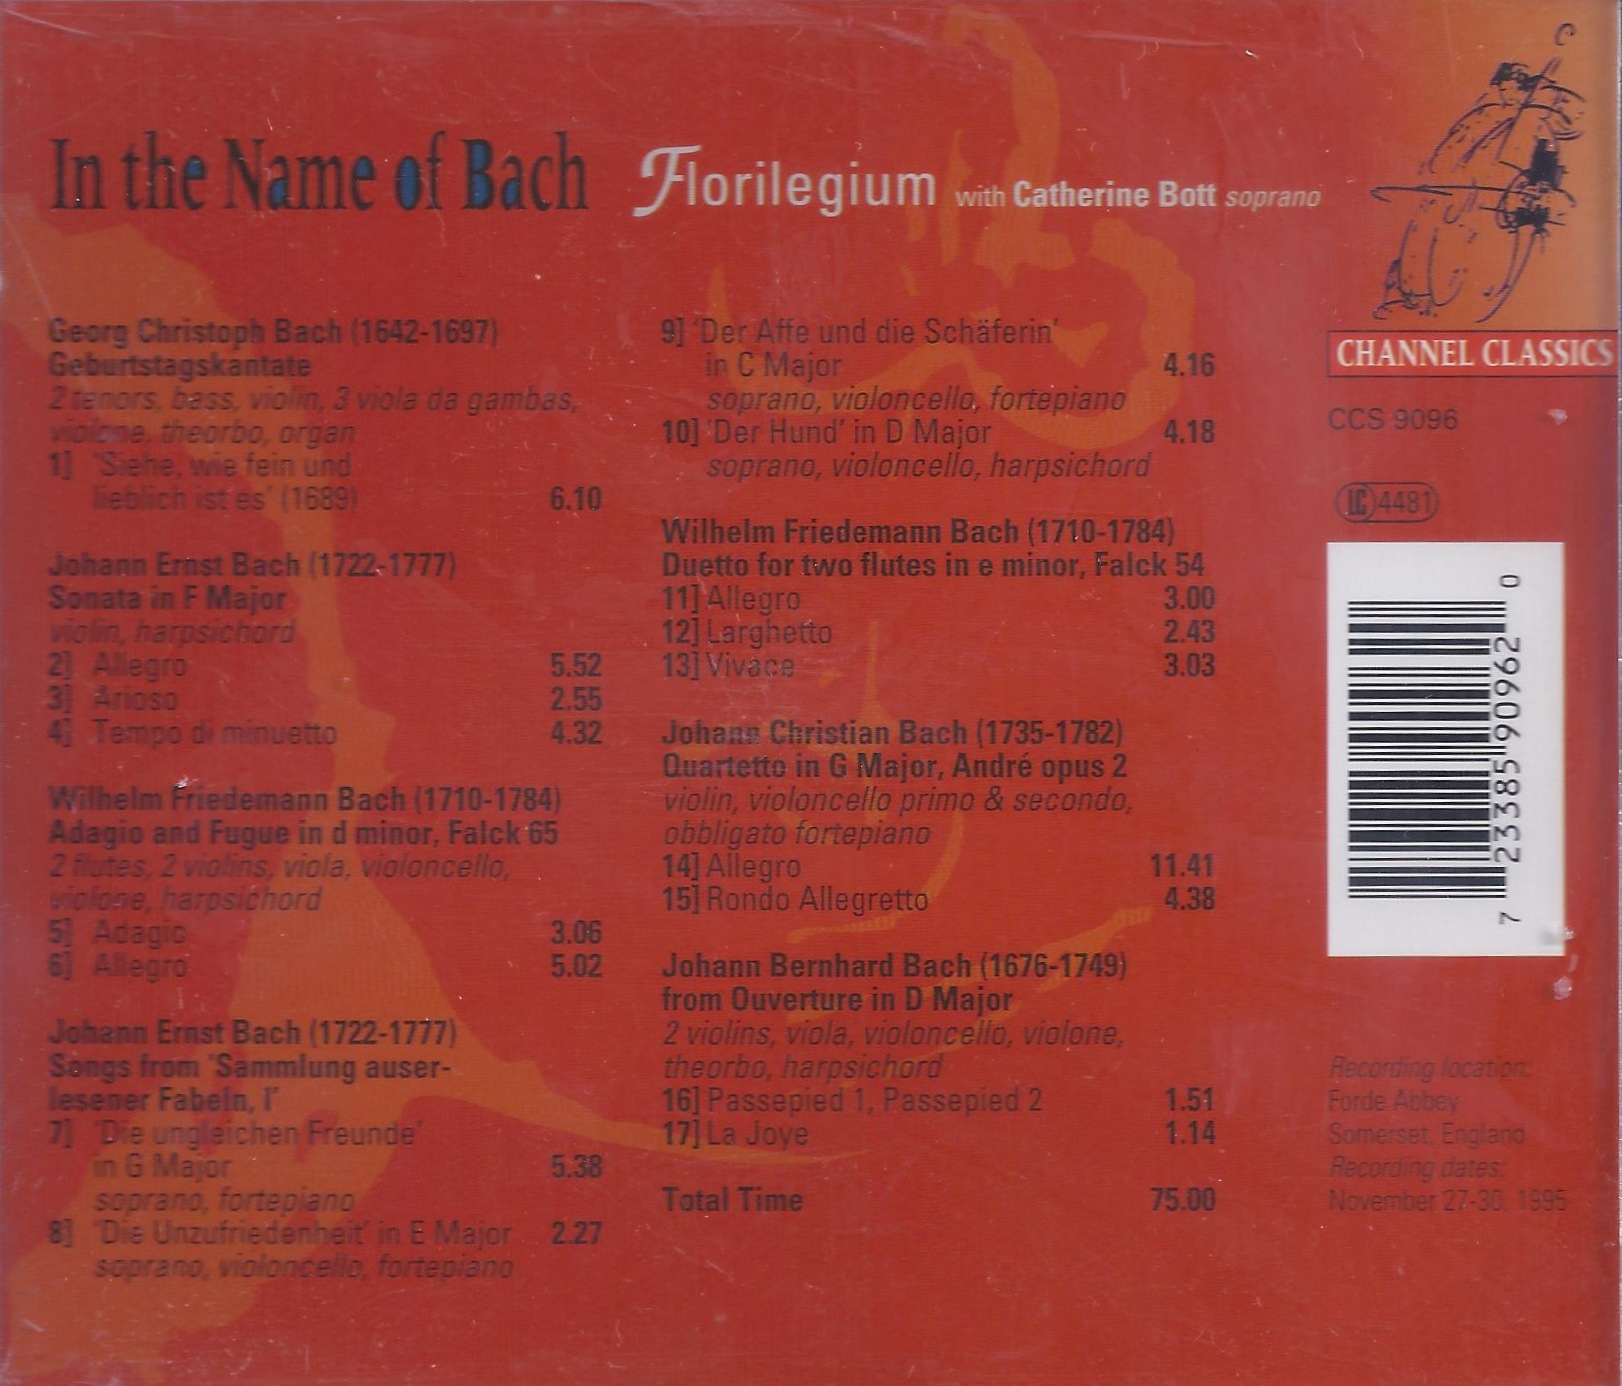 In the Name of Bach Florilegium with Catherine Bott soprano
Georg Christoph Bach (1642-1697)
Geburtstagskantate
2 tenors, bass, violin, 3 viola da gambas,
violone, theorbo, organ
1] 'Siehe, wie fein und
lieblich ist es' (1689) 6.10
Johann Ernst Bach (1722-1777)
Sonata in F Major
violin, harpsichord
2] Allegro 5.52
3] Arioso 2.55
4] Tempo di minuetto 4.32
Wilhelm Friedemann Bach (1710-1784)
Adagio and Fugue in d minor, Falck 65
2 flutes, 2 violins, viola, violoncello,
violone, harpsichord
5] Adagio 3.06
6] Allegro 5.02
Johann Ernst Bach (1722-1777)
Songs from 'Sammlung auser-
lesener Fabeln, I'
7] 'Die ungleichen Freunde'
in G Major 5.38
soprano, fortepiano
8] 'Die Unzufriedenheit' in E Major 2.27
soprano, violoncello, fortepiano
9] 'Der Affe und die Schäferin'
in C Major 4.16
soprano, violoncello, fortepiano
10] 'Der Hund' in D Major 4.18
soprano, violoncello, harpsichord
Wilhelm Friedemann Bach (1710-1784)
Duetto for two flutes in e minor, Falck 54
11] Allegro 3.00
12] Larghetto 2.43
13] Vivace 3.03
Johann Christian Bach (1735-1782)
Quartetto in G Major, André opus 2
violin, violoncello primo & secondo,
obbligato fortepiano
14] Allegro 11.41
15] Rondo Allegretto 4.38
Johann Bernhard Bach (1676-1749)
from Ouverture in D Major
2 violins, viola, violoncello, violone,
theorbo, harpsichord
16] Passepied 1, Passepied 2 1.51
17] La Joye 1.14
Total Time 75.00
CHANNEL CLASSICS
CCS 9096
LC 4481
7 23385 90962 0
Recording location:
Forde Abbey
Somerset, England
Recording dates:
November 27-30, 1995